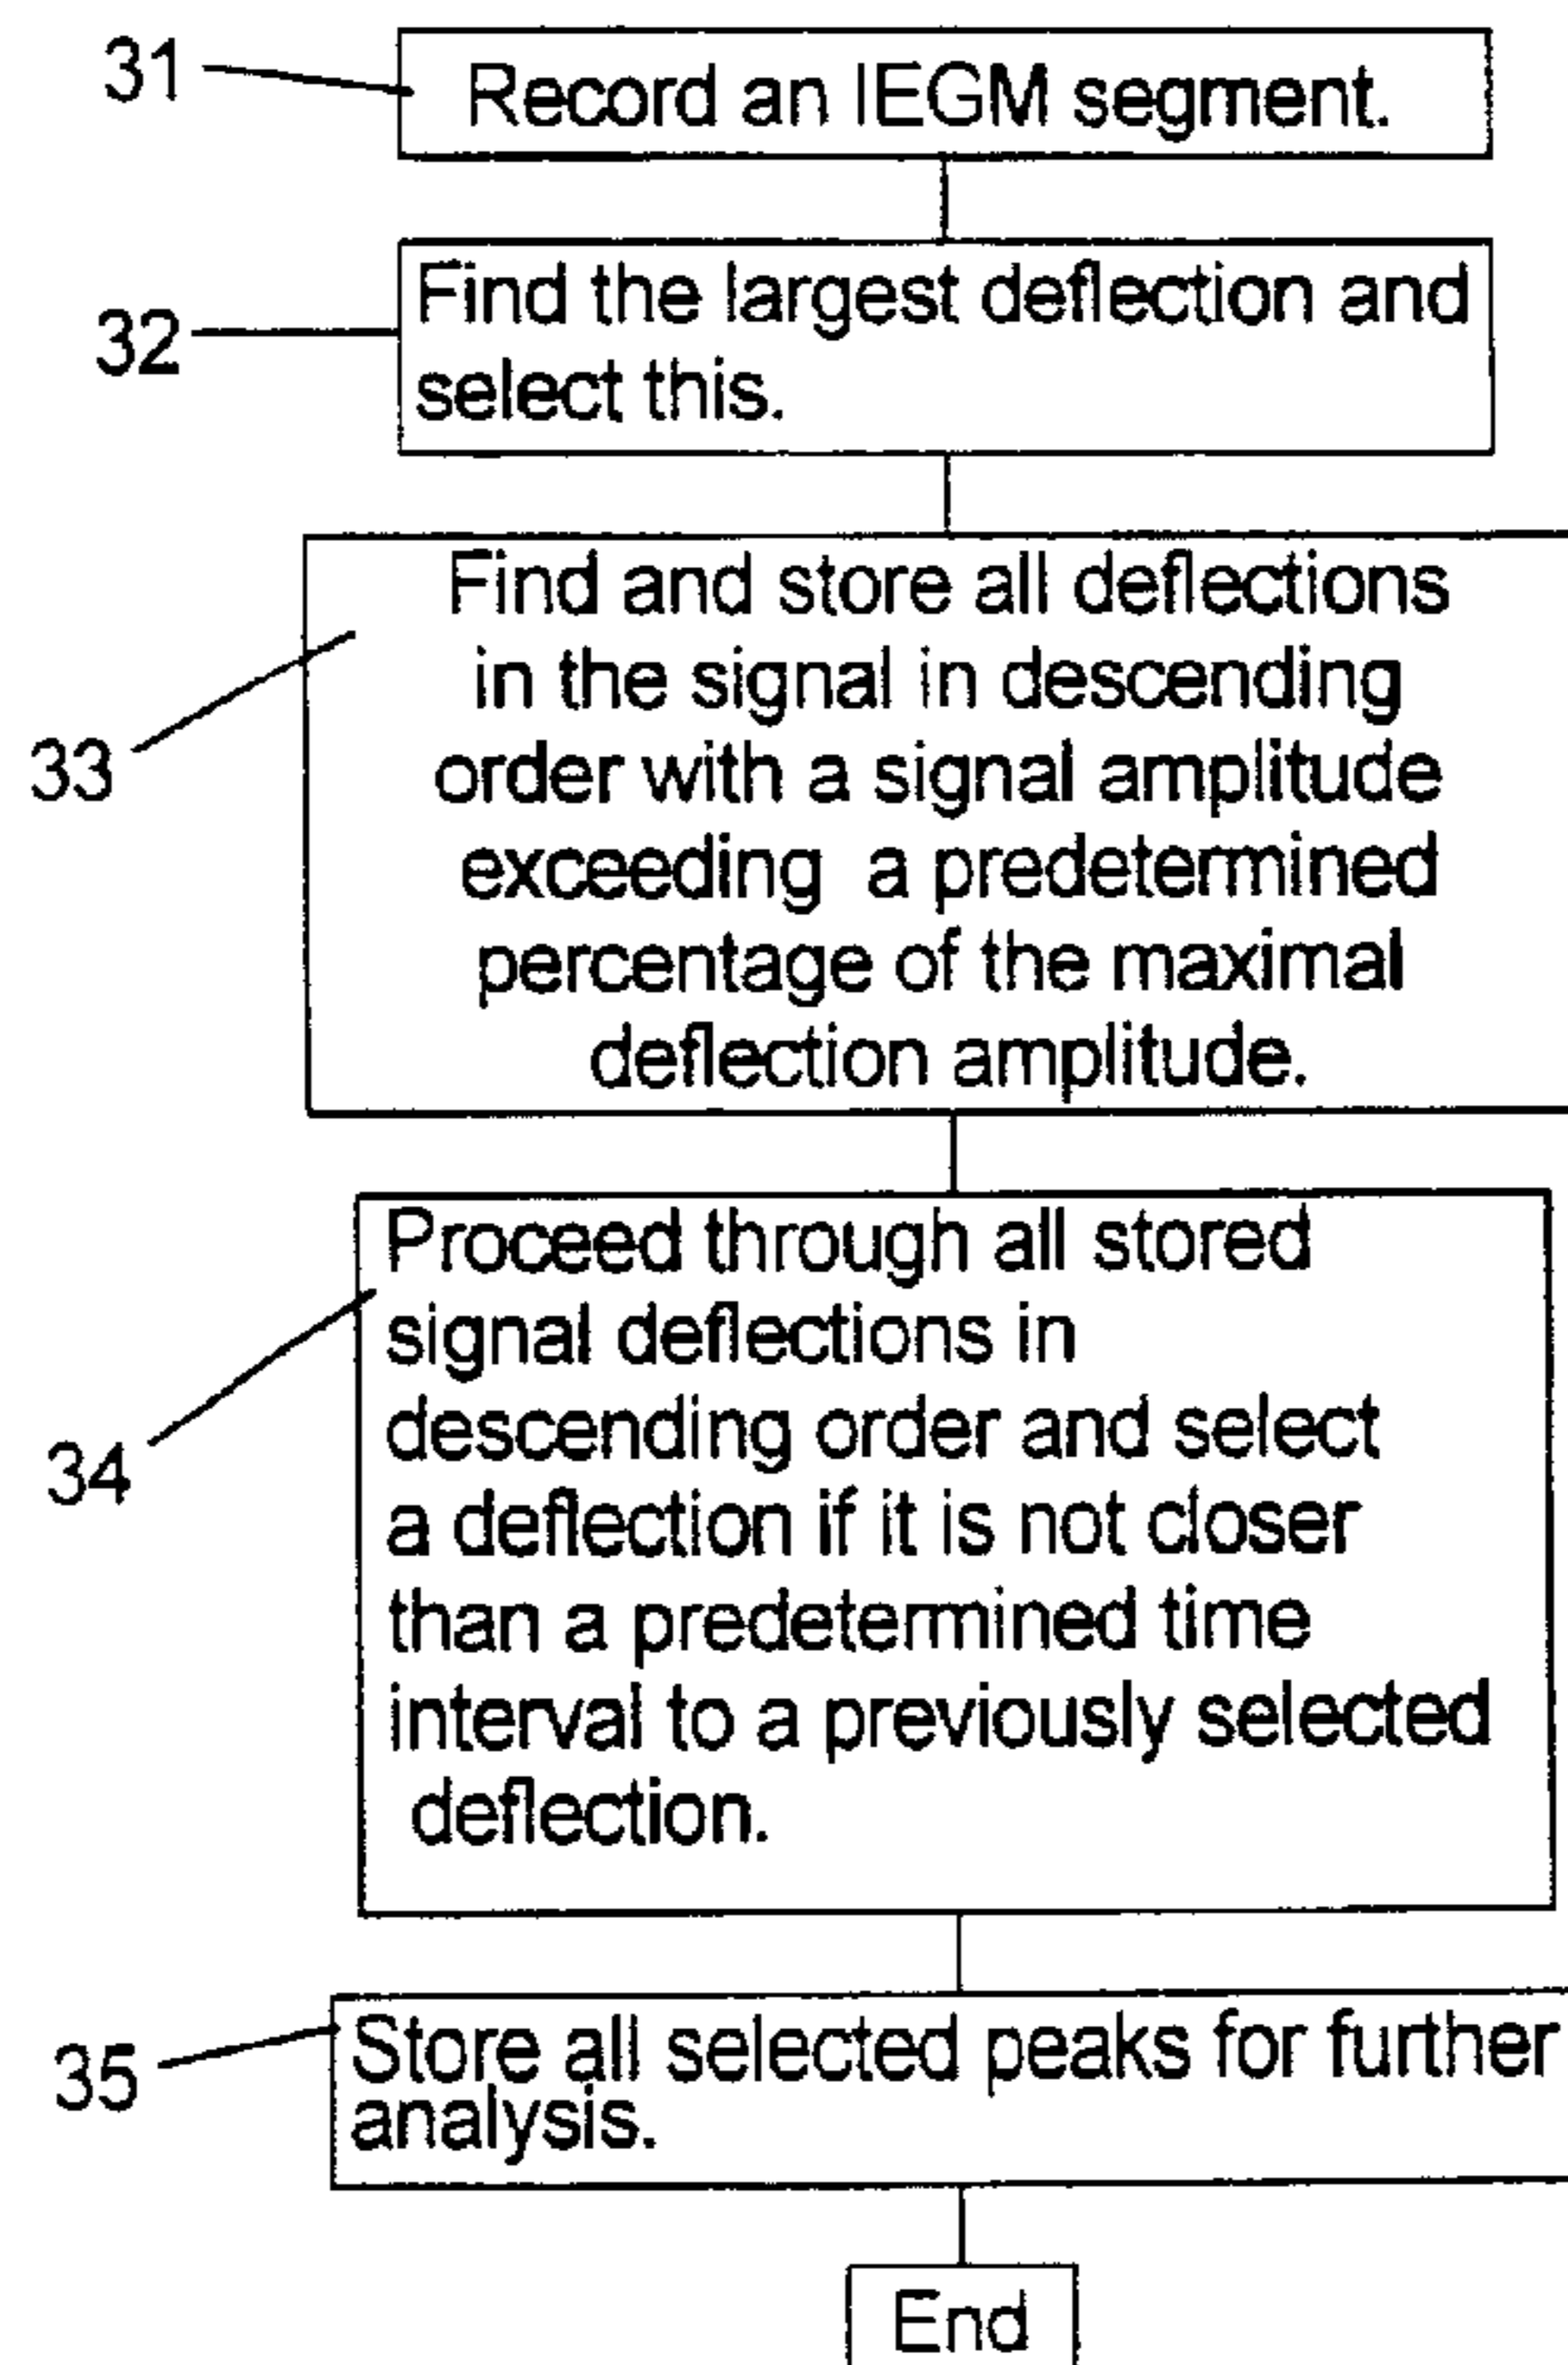 31
Record an IEGM segment.
32
Find the largest deflection and
select this.
33
Find and store all deflections
in the signal in descending
order with a signal amplitude
exceeding a predetermined
percentage of the maximal
deflection amplitude.
34
Proceed through all stored
signal deflections in
descending order and select
a deflection if it is not closer
than a predetermined time
interval to a previously selected
deflection.
35
Store all selected peaks for further
analysis.
End